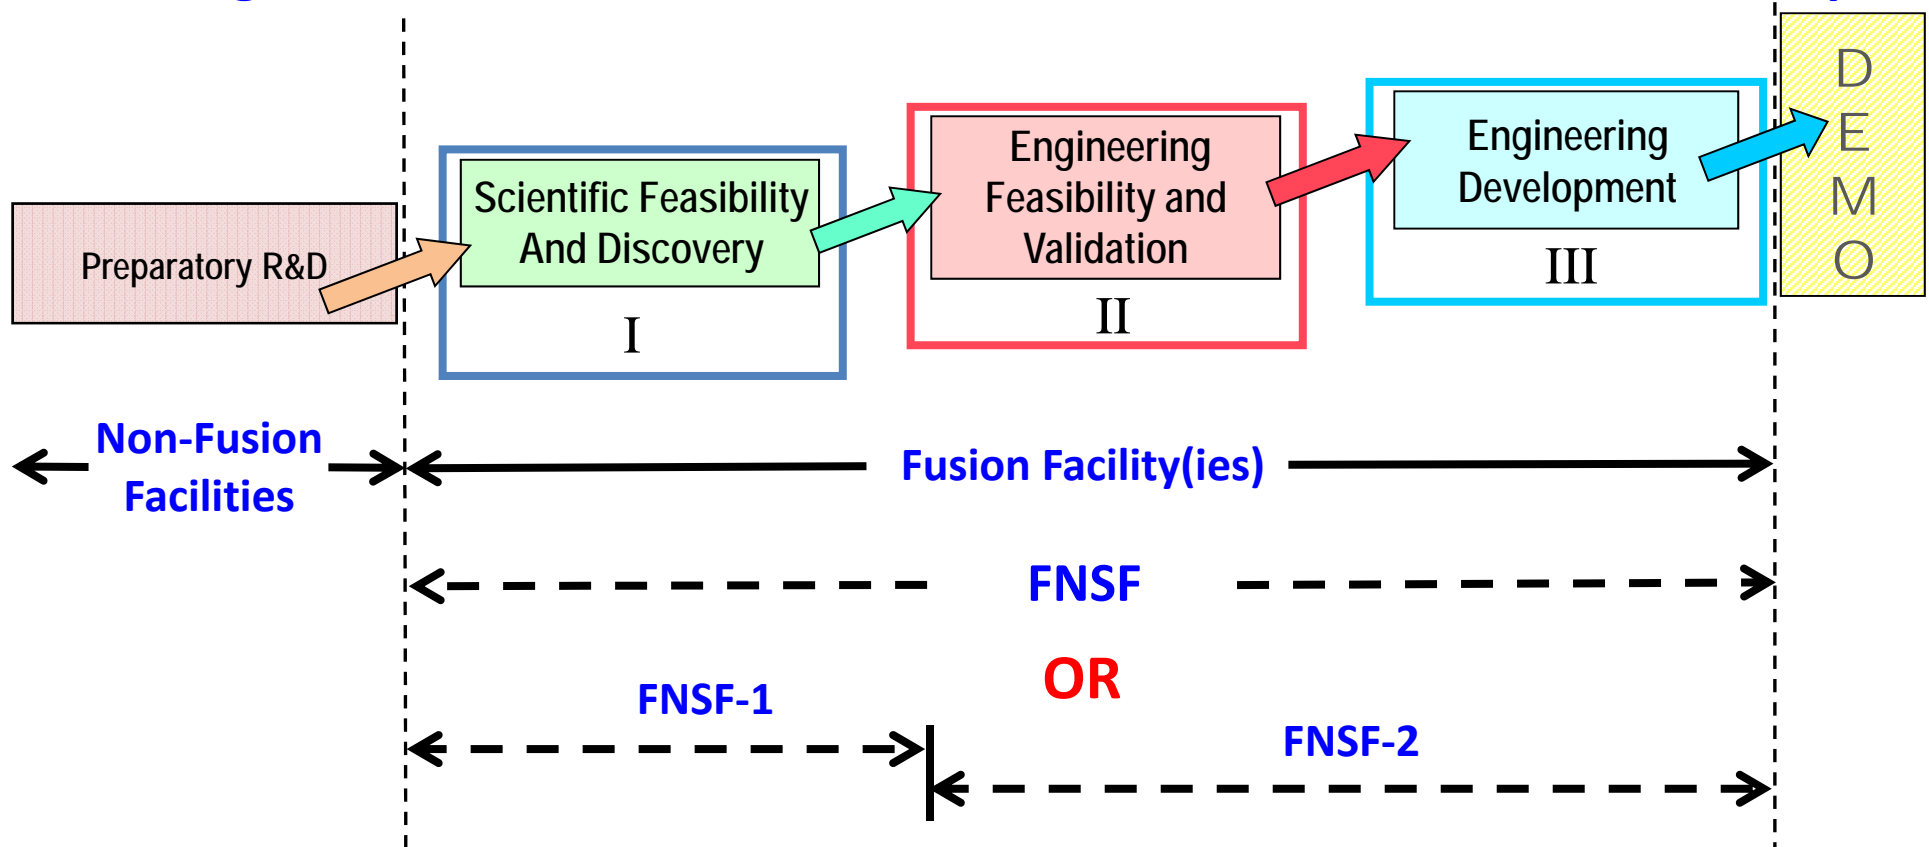 Preparatory R&D
Scientific Feasibility
And Discovery
I
Engineering
Feasibility and
Validation
II
Engineering
Development
III
D
E
M
O
Non-Fusion
Facilities
Fusion Facility(ies)
FNSF
OR
FNSF-1
FNSF-2